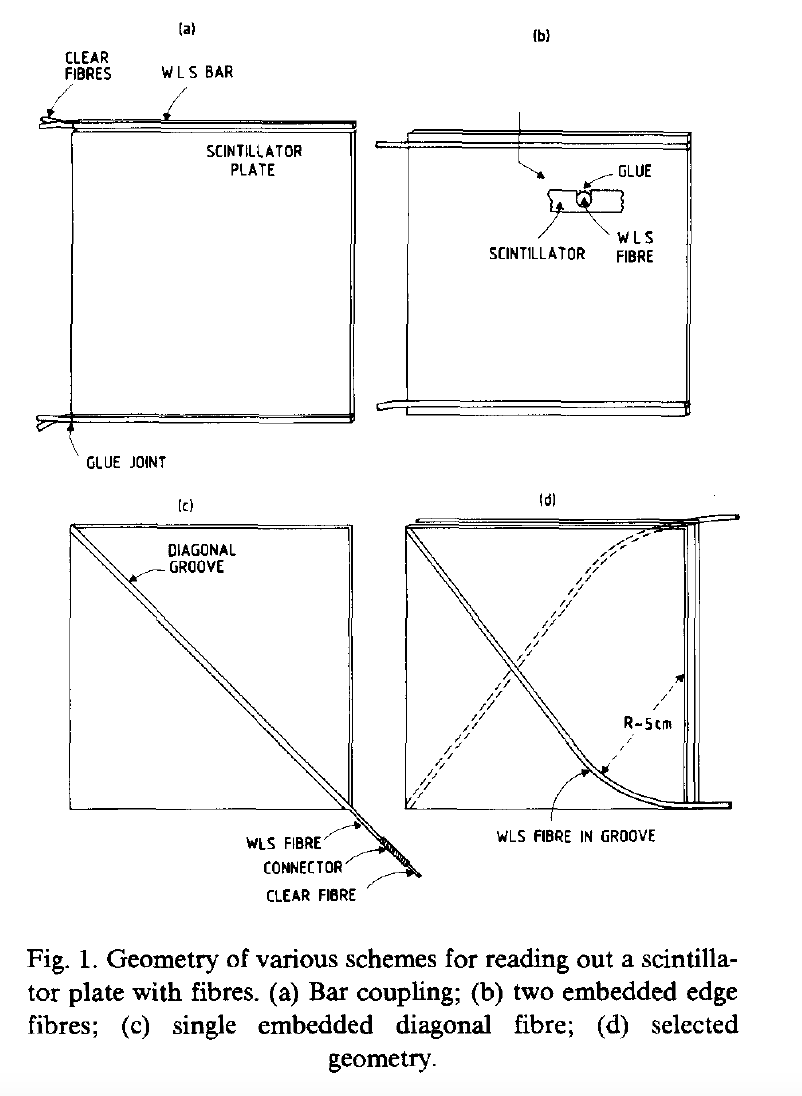 (a)
(b)
CLEAR
FIBRES
WLS BAR
SCINTILLATOR
PLATE
GLUE
SCINTILLATOR
WLS
FIBRE
GLUE JOINT
(c)
(d)
DIAGONAL
GROOVE
R~5cm
WLS FIBRE
CONNECTOR
CLEAR FIBRE
WLS FIBRE IN GROOVE
Fig. 1. Geometry of various schemes for reading out a scintilla-
tor plate with fibres. (a) Bar coupling; (b) two embedded edge
fibres; (c) single embedded diagonal fibre; (d) selected
geometry.